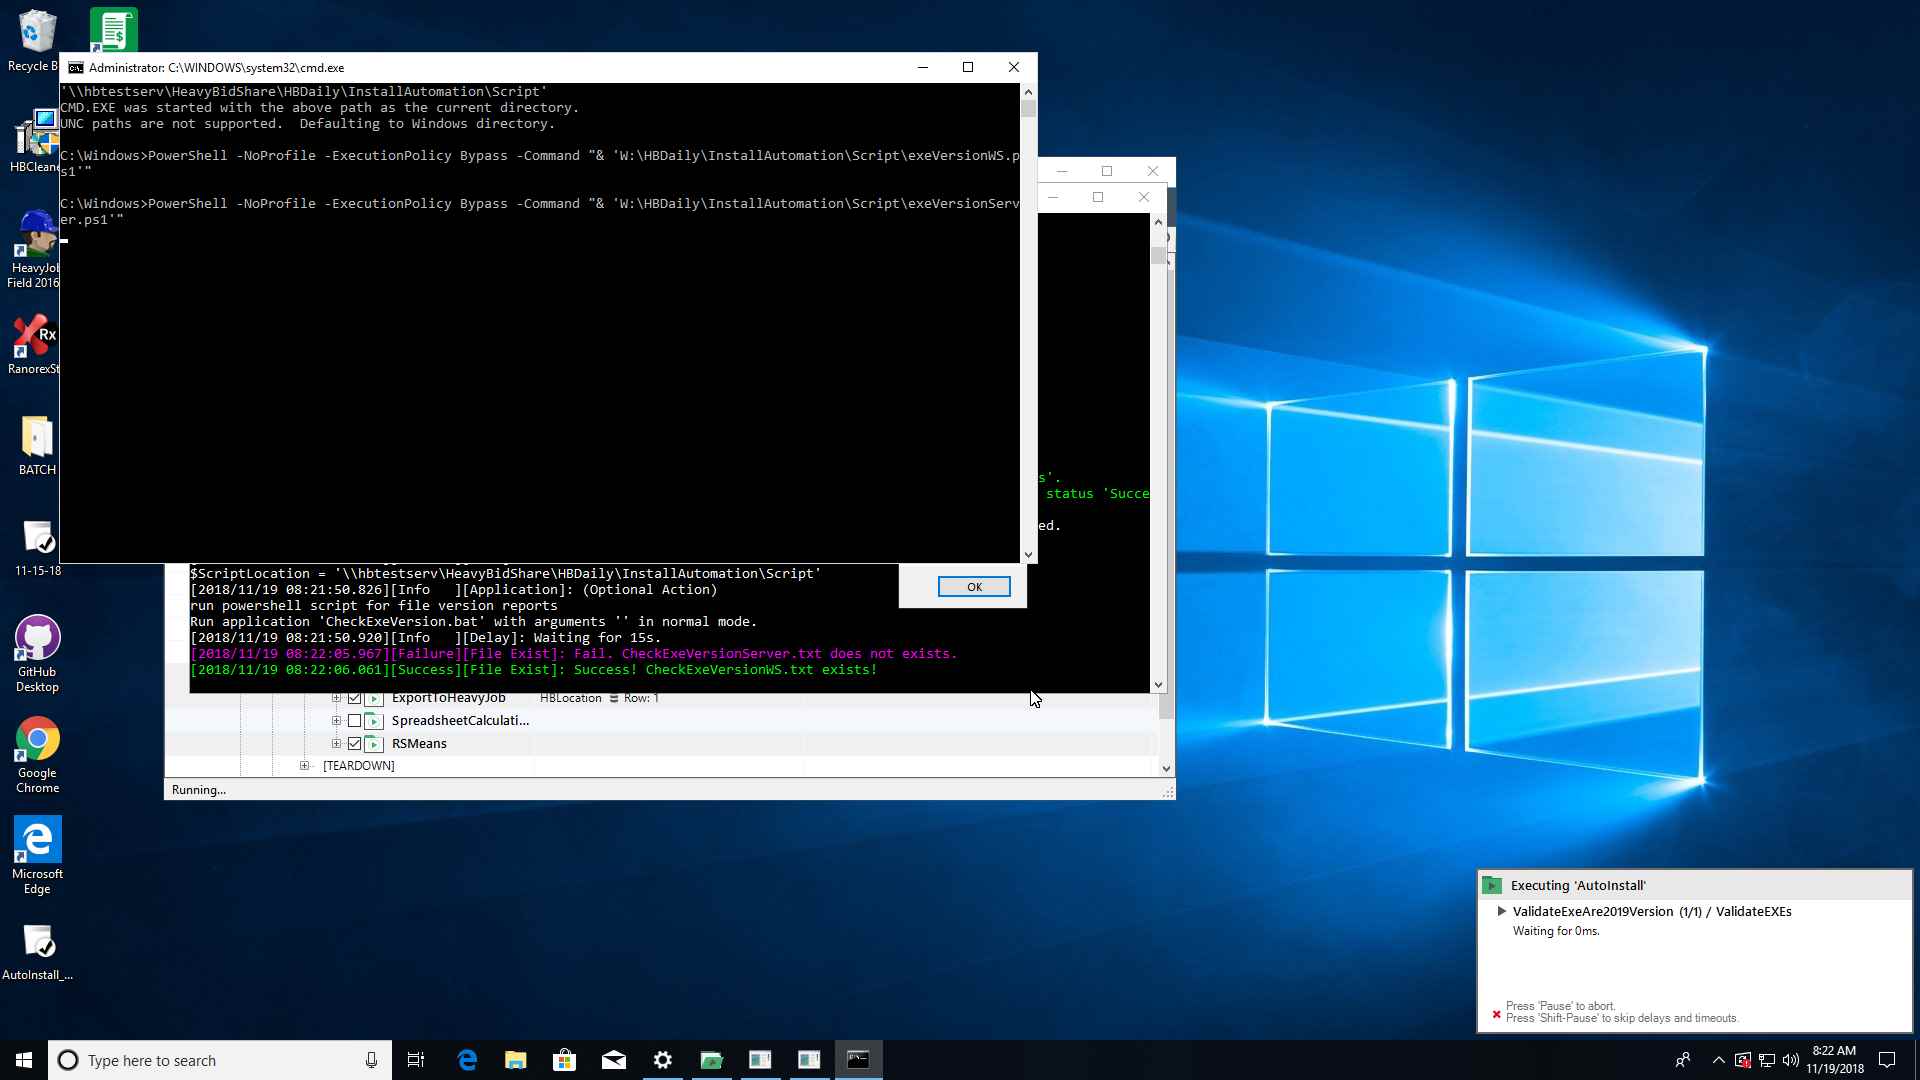 Recycle B
HBCleane
HeavyJob
Field 2016
Rx
RanorexSt
BATCH
11-15-18
GitHub
Desktop
Google
Chrome
Microsoft
Edge
AutoInstall_...
Administrator: C:\WINDOWS\system32\cmd.exe
'\\hbtestserv\HeavyBidShare\HBDaily\InstallAutomation\Script'
CMD.EXE was started with the above path as the current directory.
UNC paths are not supported.  Defaulting to Windows directory.
C:\Windows>PowerShell -NoProfile -ExecutionPolicy Bypass -Command "& 'W:\HBDaily\InstallAutomation\Script\exeVersionWS.p
s1'"
C:\Windows>PowerShell -NoProfile -ExecutionPolicy Bypass -Command "& 'W:\HBDaily\InstallAutomation\Script\exeVersionServ
er.ps1'"
s'.
status 'Succe
ed.
$ScriptLocation = '\\hbtestserv\HeavyBidShare\HBDaily\InstallAutomation\Script'
[2018/11/19 08:21:50.826][Info   ][Application]: (Optional Action)
run powershell script for file version reports
Run application 'CheckExeVersion.bat' with arguments '' in normal mode.
[2018/11/19 08:21:50.920][Info   ][Delay]: Waiting for 15s.
[2018/11/19 08:22:05.967][Failure][File Exist]: Fail. CheckExeVersionServer.txt does not exists.
[2018/11/19 08:22:06.061][Success][File Exist]: Success! CheckExeVersionWS.txt exists!
OK
ExportToHeavyJob HBLocation Row: 1
SpreadsheetCalculati...
RSMeans
[TEARDOWN]
Running...
Executing 'AutoInstall'
ValidateExeAre2019Version (1/1) / ValidateEXEs
Waiting for 0ms.
Press 'Pause' to abort.
Press 'Shift-Pause' to skip delays and timeouts.
Type here to search
8:22 AM
11/19/2018